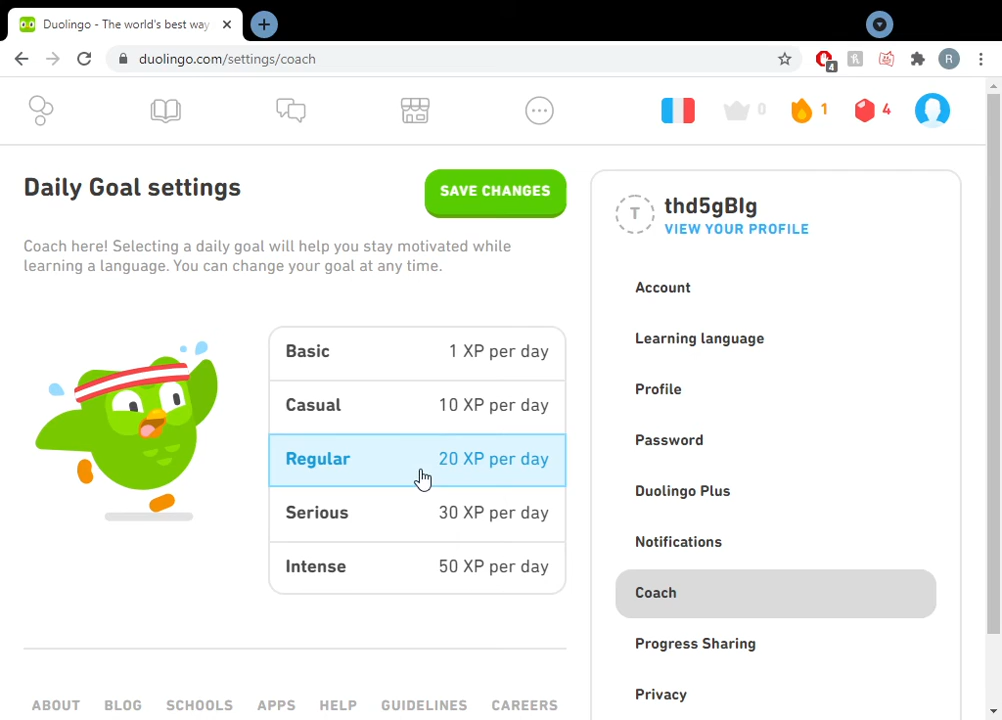 Duolingo - The world's best way
duolingo.com/settings/coach
4
R
0
1
4
Daily Goal settings
SAVE CHANGES
Coach here! Selecting a daily goal will help you stay motivated while
learning a language. You can change your goal at any time.
Basic 1 XP per day
Casual 10 XP per day
Regular 20 XP per day
Serious 30 XP per day
Intense 50 XP per day
T
thd5gBIg
VIEW YOUR PROFILE
Account
Learning language
Profile
Password
Duolingo Plus
Notifications
Coach
Progress Sharing
Privacy
ABOUT BLOG SCHOOLS APPS HELP GUIDELINES CAREERS